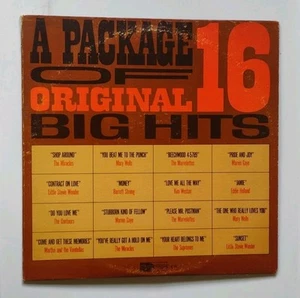 A PACKAGE
OF 16
ORIGINAL
BIG HITS
"SHOP AROUND"
The Miracles
"YOU BEAT ME TO THE PUNCH"
Mary Wells
"BEECHWOOD 4-5789"
The Marvelettes
"PRIDE AND JOY"
Marvin Gaye
"CONTRACT ON LOVE"
Little Stevie Wonder
"MONEY"
Barrett Strong
"LOVE ME ALL THE WAY"
Kim Weston
"JAMIE"
Eddie Holland
"DO YOU LOVE ME"
The Contours
"STUBBORN KIND OF FELLOW"
Marvin Gaye
"PLEASE MR. POSTMAN"
The Marvelettes
"THE ONE WHO REALLY LOVES YOU"
Mary Wells
"COME AND GET THESE MEMORIES"
Martha and the Vandellas
"YOU'VE REALLY GOT A HOLD ON ME"
The Miracles
"YOUR HEART BELONGS TO ME"
The Supremes
"SUNSET"
Little Stevie Wonder